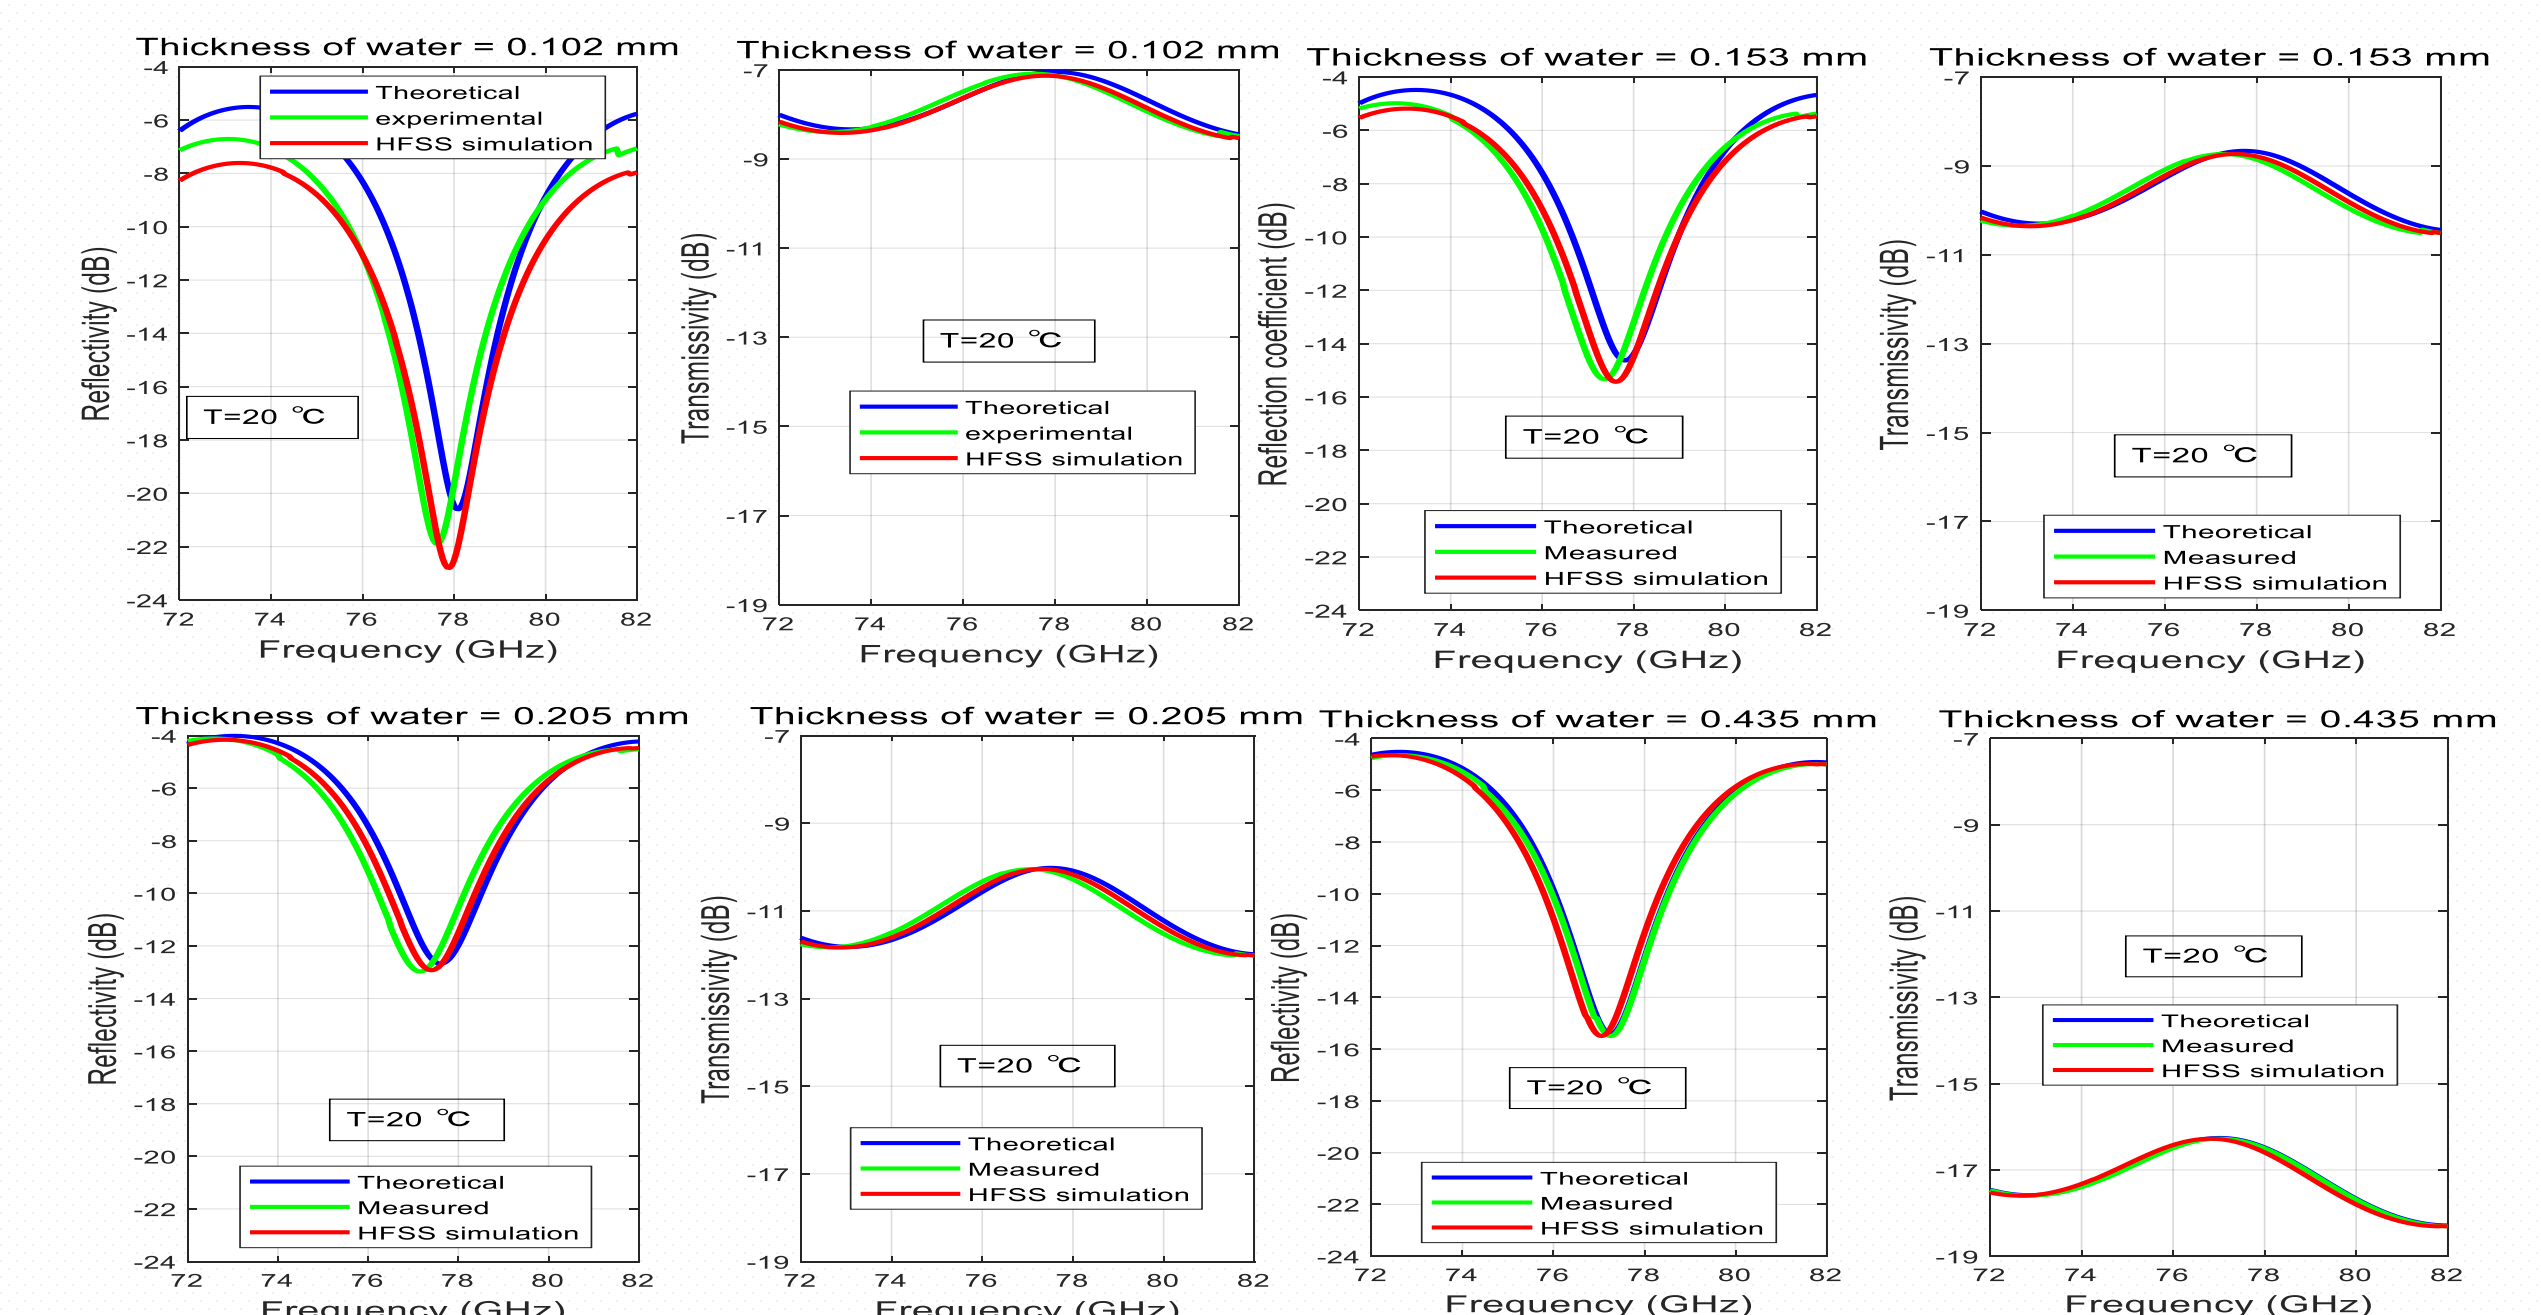 Thickness of water = 0.102 mm
-4
-6
-8
-10
-12
-14
-16
-18
-20
-22
-24
72 74 76 78 80 82
Reflectivity (dB)
Frequency (GHz)
Theoretical
experimental
HFSS simulation
T=20 °C
Thickness of water = 0.102 mm
-7
-9
-11
-13
-15
-17
-19
72 74 76 78 80 82
Transmissivity (dB)
Frequency (GHz)
T=20 °C
Theoretical
experimental
HFSS simulation
Thickness of water = 0.153 mm
-4
-6
-8
-10
-12
-14
-16
-18
-20
-22
-24
72 74 76 78 80 82
Reflection coefficient (dB)
Frequency (GHz)
T=20 °C
Theoretical
Measured
HFSS simulation
Thickness of water = 0.153 mm
-7
-9
-11
-13
-15
-17
-19
72 74 76 78 80 82
Transmissivity (dB)
Frequency (GHz)
T=20 °C
Theoretical
Measured
HFSS simulation
Thickness of water = 0.205 mm
-4
-6
-8
-10
-12
-14
-16
-18
-20
-22
-24
72 74 76 78 80 82
Reflectivity (dB)
Frequency (GHz)
T=20 °C
Theoretical
Measured
HFSS simulation
Thickness of water = 0.205 mm
-7
-9
-11
-13
-15
-17
-19
72 74 76 78 80 82
Transmissivity (dB)
Frequency (GHz)
T=20 °C
Theoretical
Measured
HFSS simulation
Thickness of water = 0.435 mm
-4
-6
-8
-10
-12
-14
-16
-18
-20
-22
-24
72 74 76 78 80 82
Reflectivity (dB)
Frequency (GHz)
T=20 °C
Theoretical
Measured
HFSS simulation
Thickness of water = 0.435 mm
-7
-9
-11
-13
-15
-17
-19
72 74 76 78 80 82
Transmissivity (dB)
Frequency (GHz)
T=20 °C
Theoretical
Measured
HFSS simulation